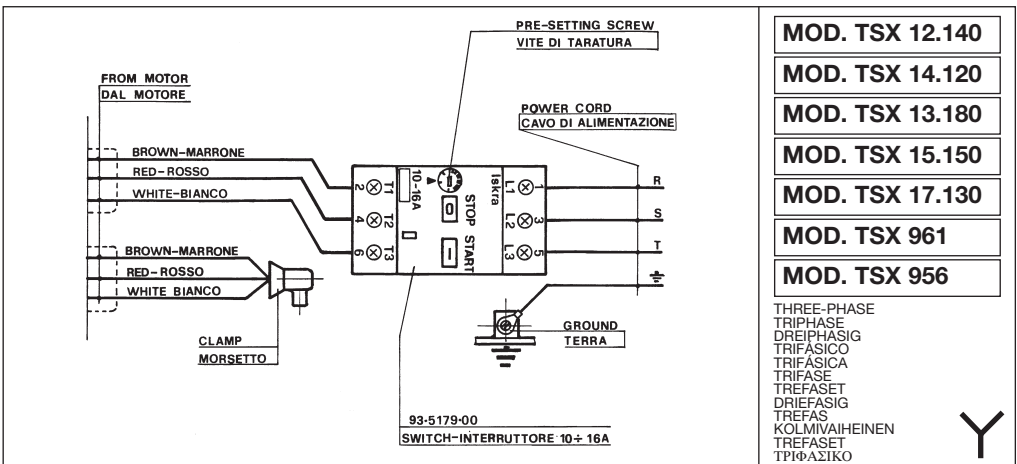 PRE-SETTING SCREW
VITE DI TARATURA
FROM MOTOR
DAL MOTORE
POWER CORD
CAVO DI ALIMENTAZIONE
BROWN-MARRONE
RED-ROSSO
WHITE-BIANCO
2 T1
4 T2
6 T3
10-16A
STOP
0
START
I
Iskra
L1 1
L2 3
L3 5
R
S
T
BROWN-MARRONE
RED-ROSSO
WHITE BIANCO
CLAMP
MORSETTO
GROUND
TERRA
93-5179-00
SWITCH-INTERRUTTORE 10÷16A
MOD. TSX 12.140
MOD. TSX 14.120
MOD. TSX 13.180
MOD. TSX 15.150
MOD. TSX 17.130
MOD. TSX 961
MOD. TSX 956
THREE-PHASE
TRIPHASE
DREIPHASIG
TRIFÁSICO
TRIFÁSICA
TRIFASE
TREFASET
DRIEFASIG
TREFAS
KOLMIVAIHEINEN
TREFASET
ΤΡΙΦΑΣΙΚΟ